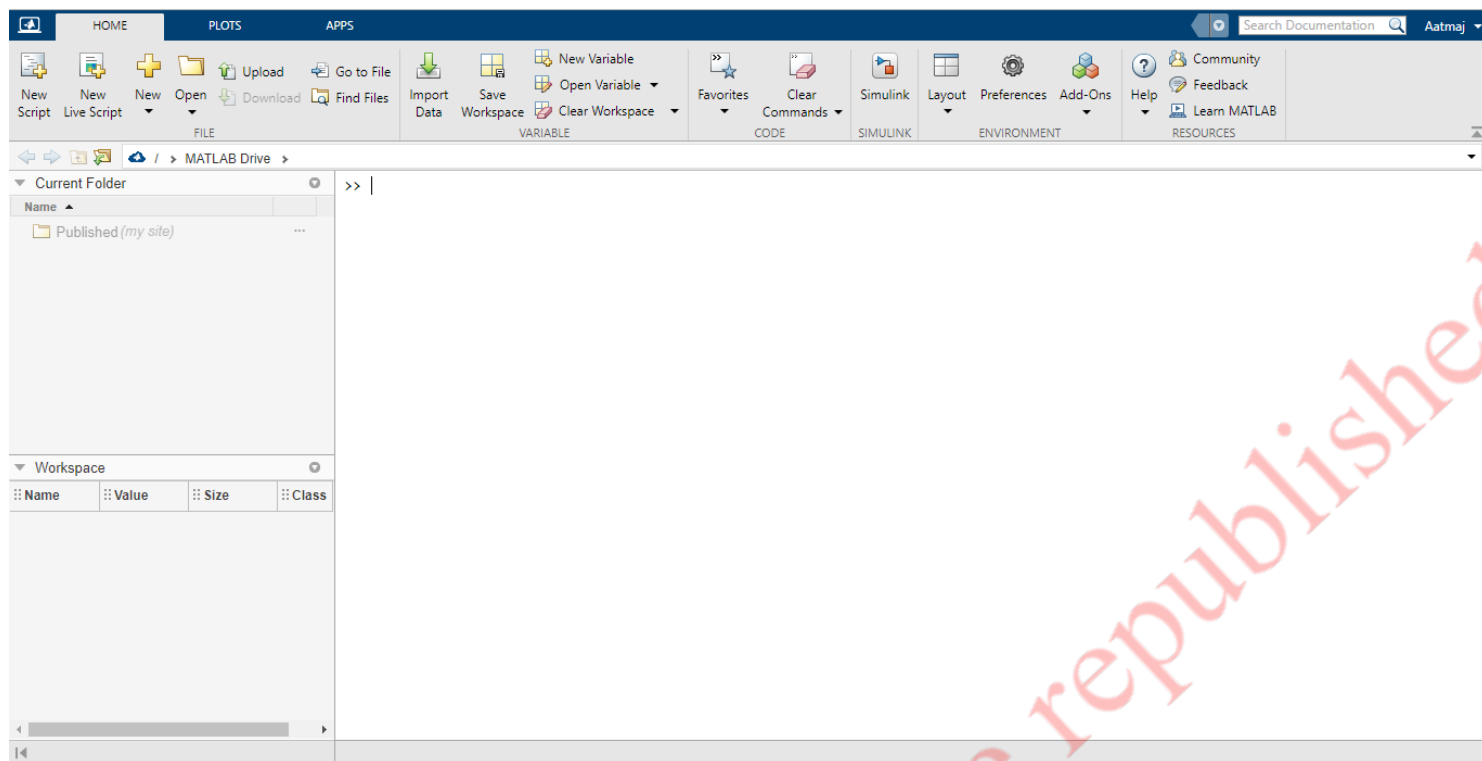 HOME PLOTS APPS Search Documentation Aatmaj
New Script New Live Script New Open Upload Download Go to File Find Files Import Data Save Workspace New Variable Open Variable Clear Workspace Favorites Clear Commands Simulink Layout Preferences Add-Ons Help Community Feedback Learn MATLAB
FILE VARIABLE CODE SIMULINK ENVIRONMENT RESOURCES
/ > MATLAB Drive >
Current Folder
Name
Published (my site) ...
>>
Workspace
Name Value Size Class
republished